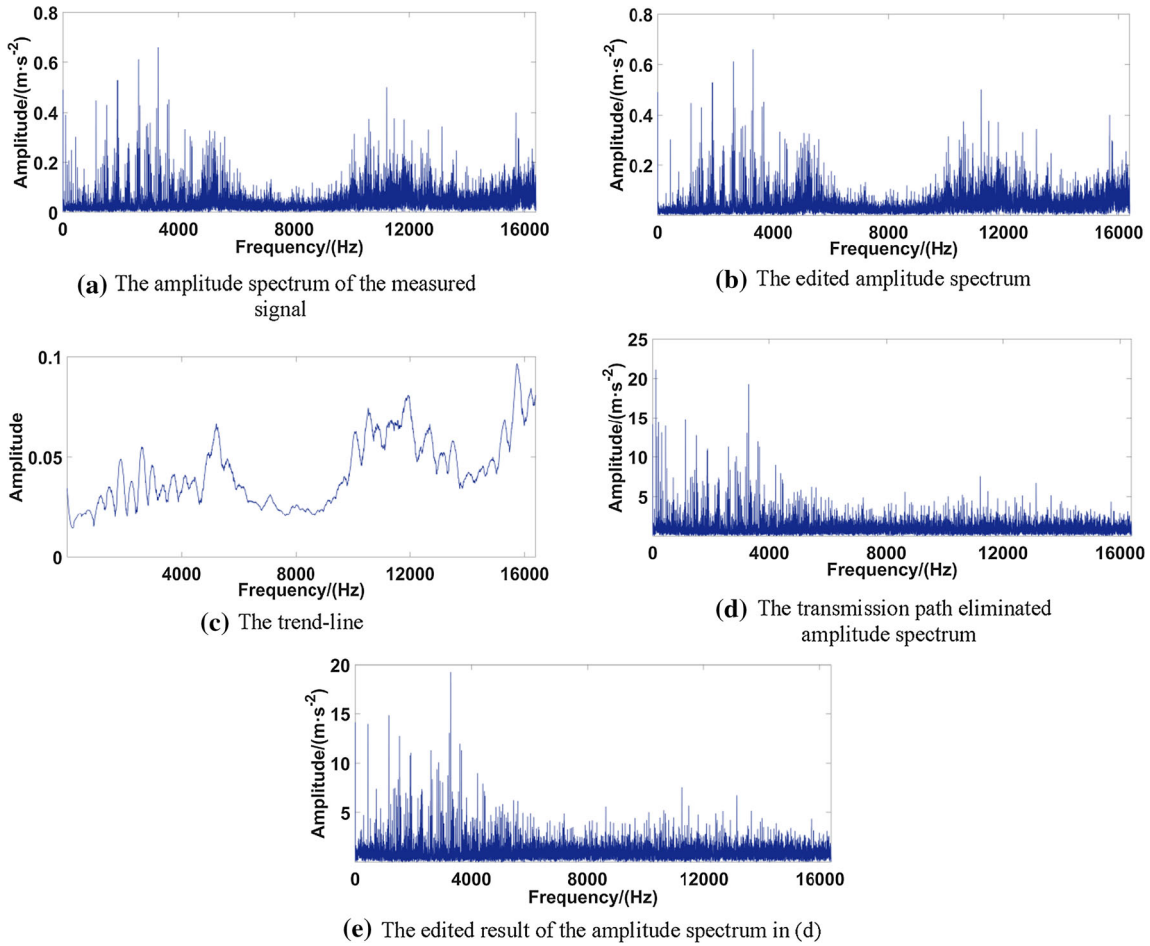 0.8
0.6
0.4
0.2
0
Amplitude/(m·s⁻²)
0 4000 8000 12000 16000
Frequency/(Hz)
(a) The amplitude spectrum of the measured
signal
0.8
0.6
0.4
0.2
Amplitude/(m·s⁻²)
0 4000 8000 12000 16000
Frequency/(Hz)
(b) The edited amplitude spectrum
0.1
0.05
0
Amplitude
4000 8000 12000 16000
Frequency/(Hz)
(c) The trend-line
25
20
15
10
5
Amplitude/(m·s⁻²)
0 4000 8000 12000 16000
Frequency/(Hz)
(d) The transmission path eliminated
amplitude spectrum
20
15
10
5
Amplitude/(m·s⁻²)
0 4000 8000 12000 16000
Frequency/(Hz)
(e) The edited result of the amplitude spectrum in (d)